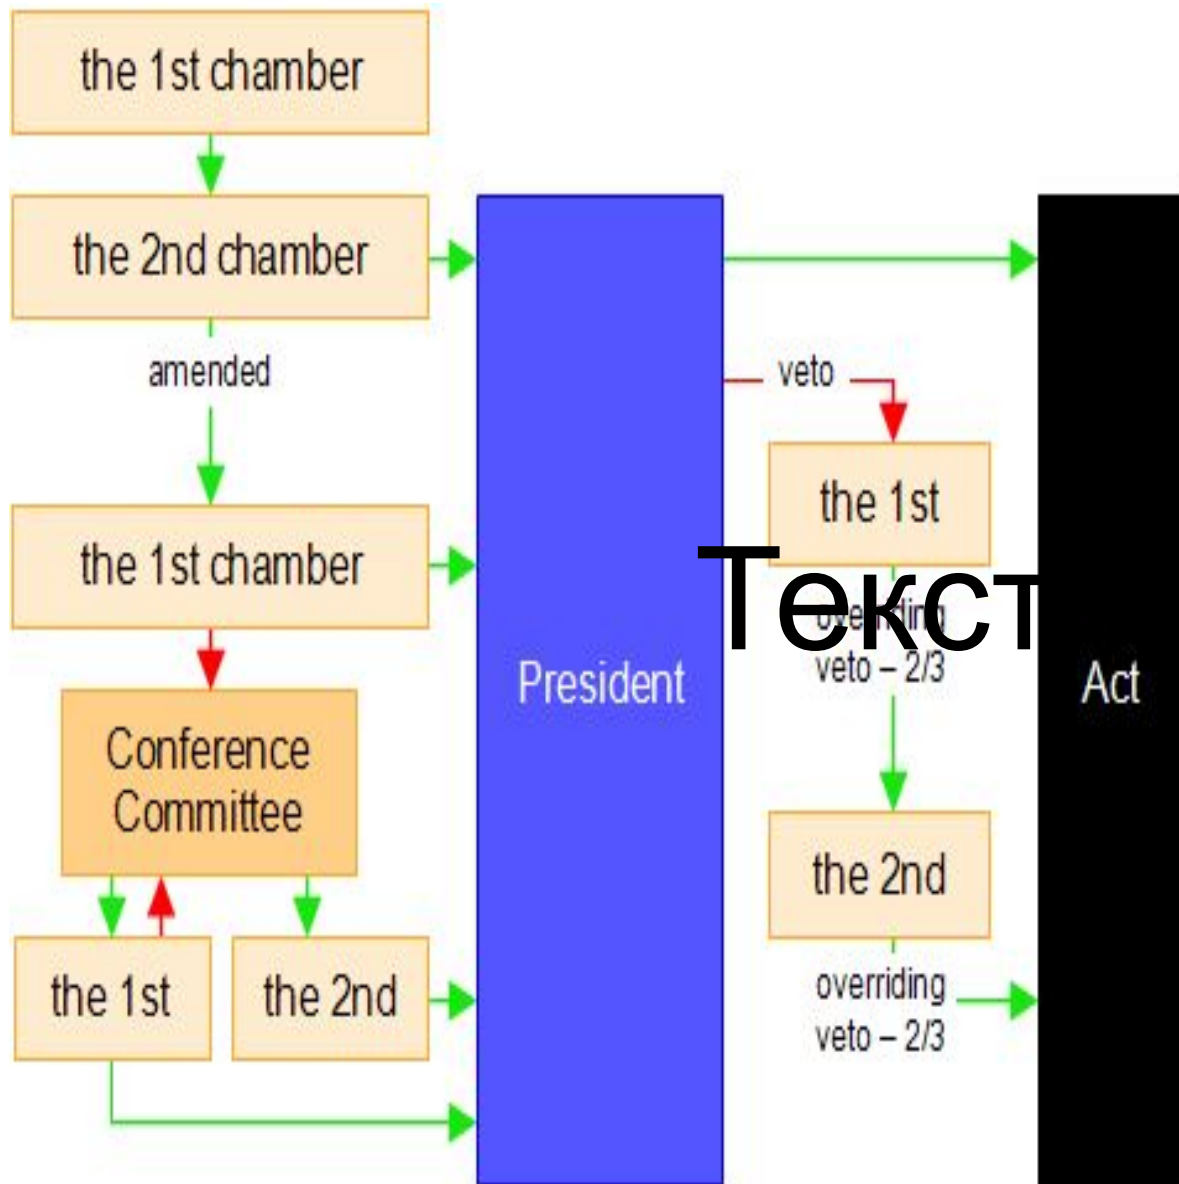 the 1st chamber
the 2nd chamber
amended
the 1st chamber
Conference
Committee
the 1st
the 2nd
President
veto
the 1st
Текст
overriding
veto – 2/3
the 2nd
overriding
veto – 2/3
Act